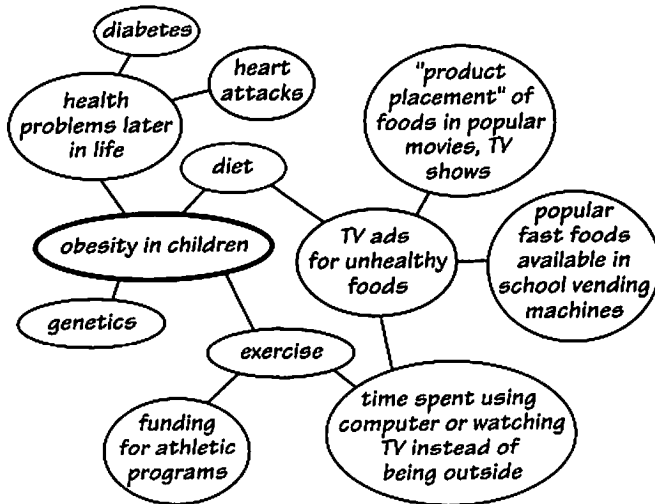 diabetes
heart
attacks
health
problems later
in life
"product
placement" of
foods in popular
movies, TV
shows
diet
obesity in children
TV ads
for unhealthy
foods
popular
fast foods
available in
school vending
machines
genetics
exercise
funding
for athletic
programs
time spent using
computer or watching
TV instead of
being outside